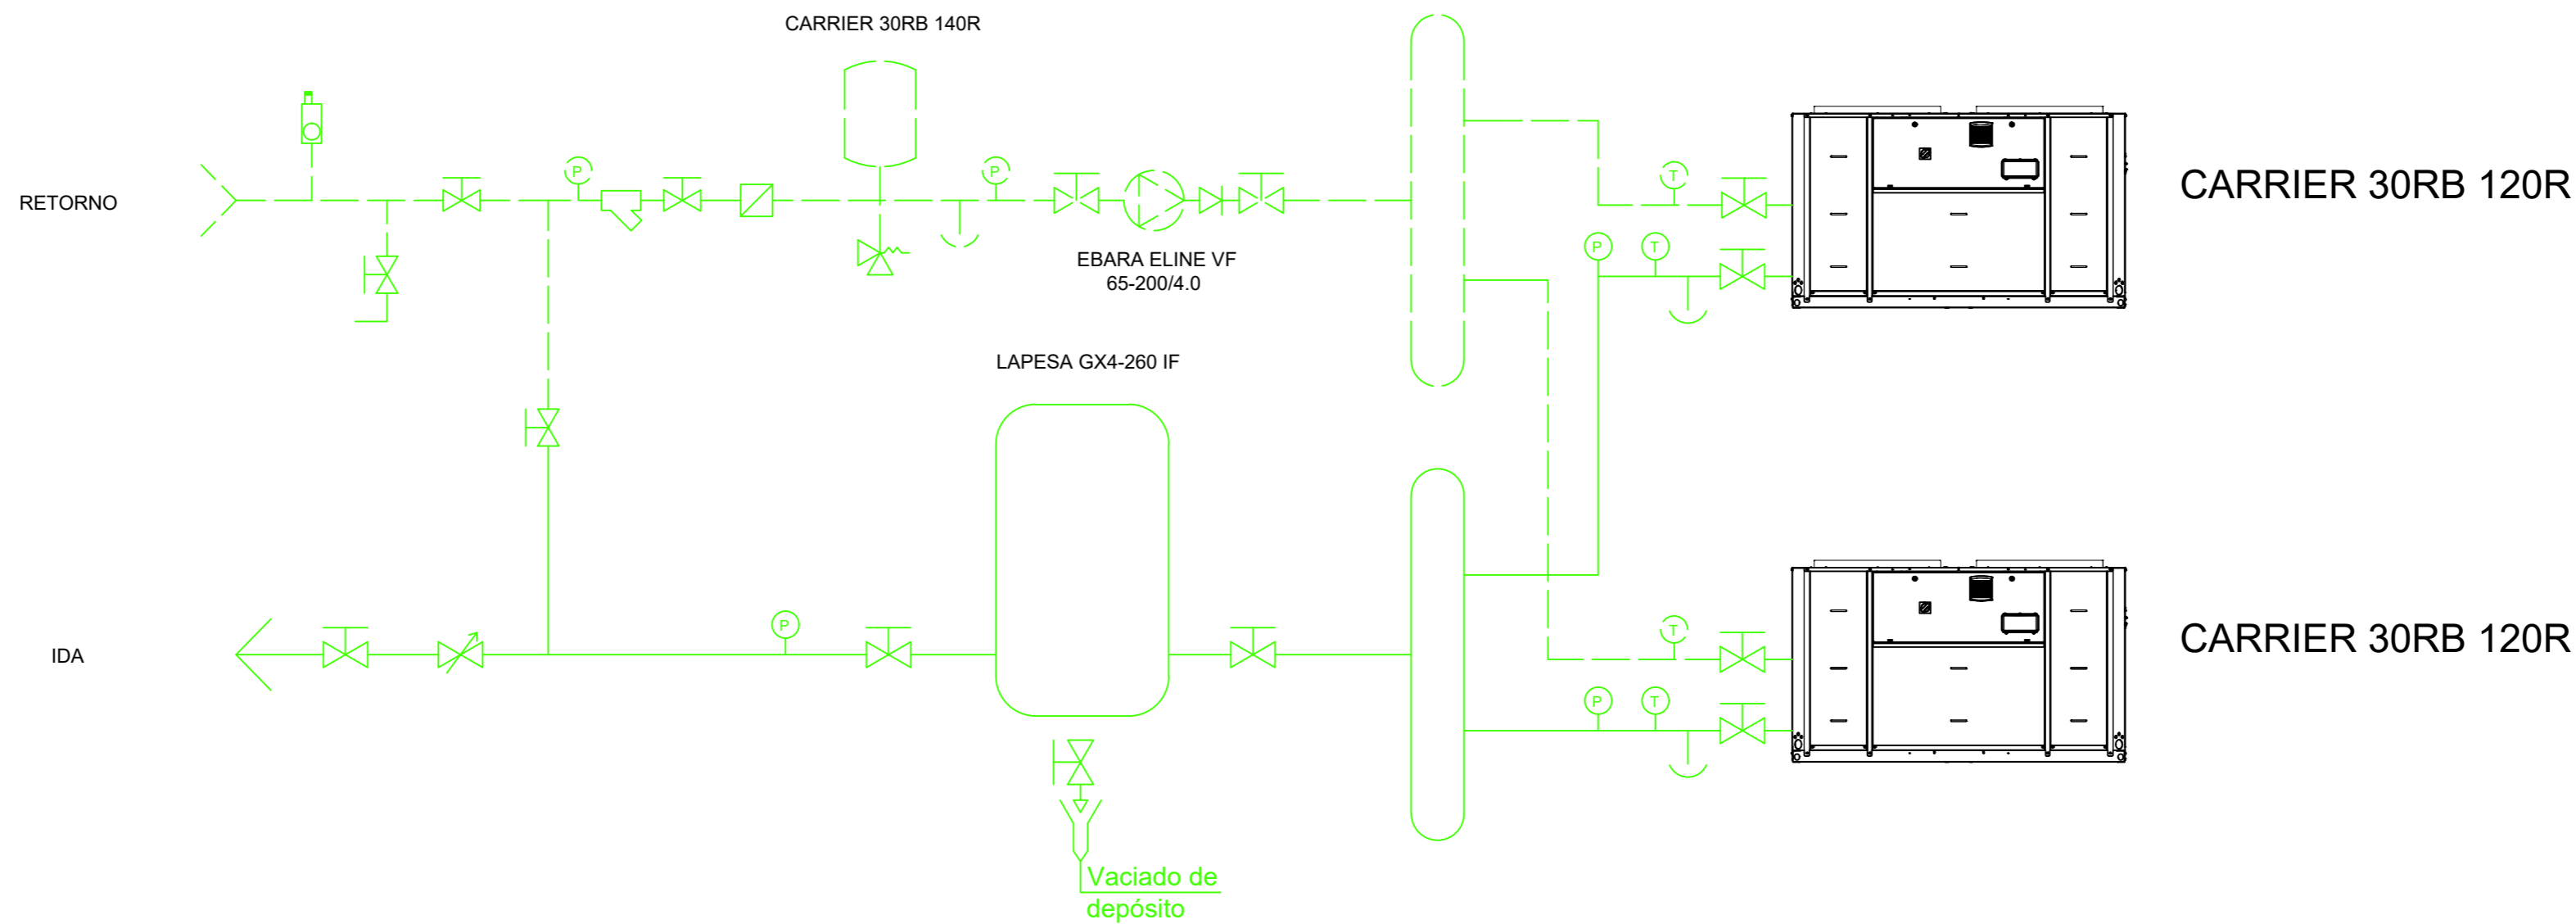 CARRIER 30RB 140R
P
P
T
RETORNO
CARRIER 30RB 120R
P
T
EBARA ELINE VF
65-200/4.0
LAPESA GX4-260 IF
P
T
IDA
CARRIER 30RB 120R
P
T
Vaciado de
depósito